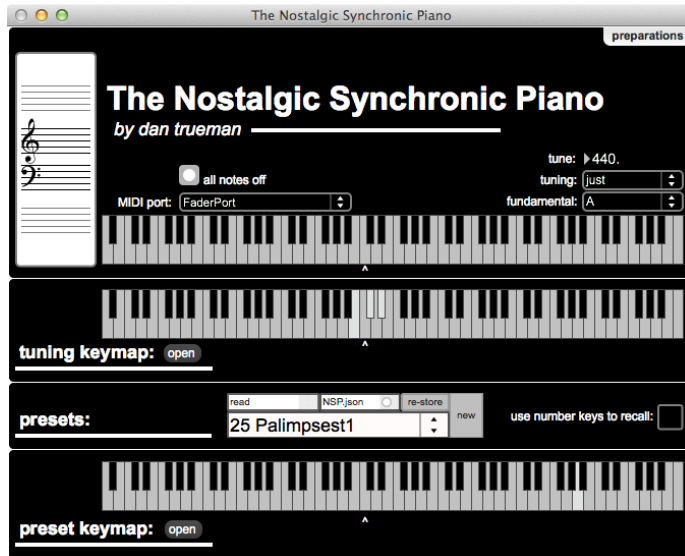 The Nostalgic Synchronic Piano
preparations
The Nostalgic Synchronic Piano
by dan trueman
tune: 440.
all notes off
tuning: just
MIDI port: FaderPort
fundamental: A
^
^
tuning keymap: open
read NSP.json re-store
new
presets:
25 Palimpsest1
use number keys to recall:
^
preset keymap: open